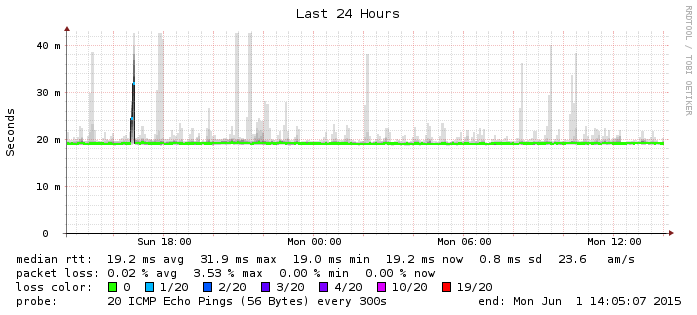 Last 24 Hours
RRDTOOL / TOBI OETIKER
Seconds
40 m
30 m
20 m
10 m
0
Sun 18:00 Mon 00:00 Mon 06:00 Mon 12:00
median rtt: 19.2 ms avg 31.9 ms max 19.0 ms min 19.2 ms now 0.8 ms sd 23.6 am/s
packet loss: 0.02 % avg 3.53 % max 0.00 % min 0.00 % now
loss color: 0 1/20 2/20 3/20 4/20 10/20 19/20
probe: 20 ICMP Echo Pings (56 Bytes) every 300s end: Mon Jun 1 14:05:07 2015